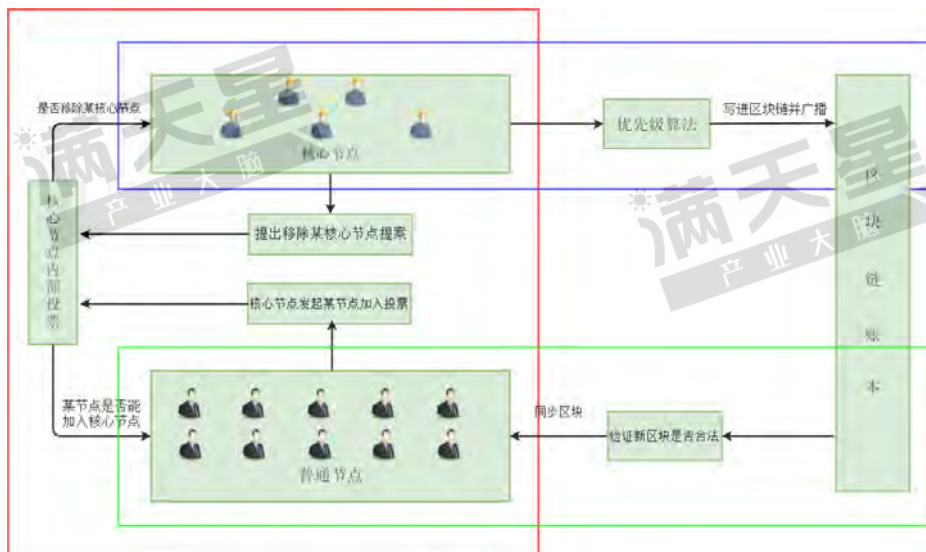 是否移除某核心节点
核心节点
优先级算法
写进区块链并广播
区块链账本
核心节点内部投票
提出移除某核心节点提案
核心节点发起某节点加入投票
某节点是否能
加入核心节点
普通节点
同步区块
验证新区块是否合法
满天星
产业大脑
满天星
产业大脑